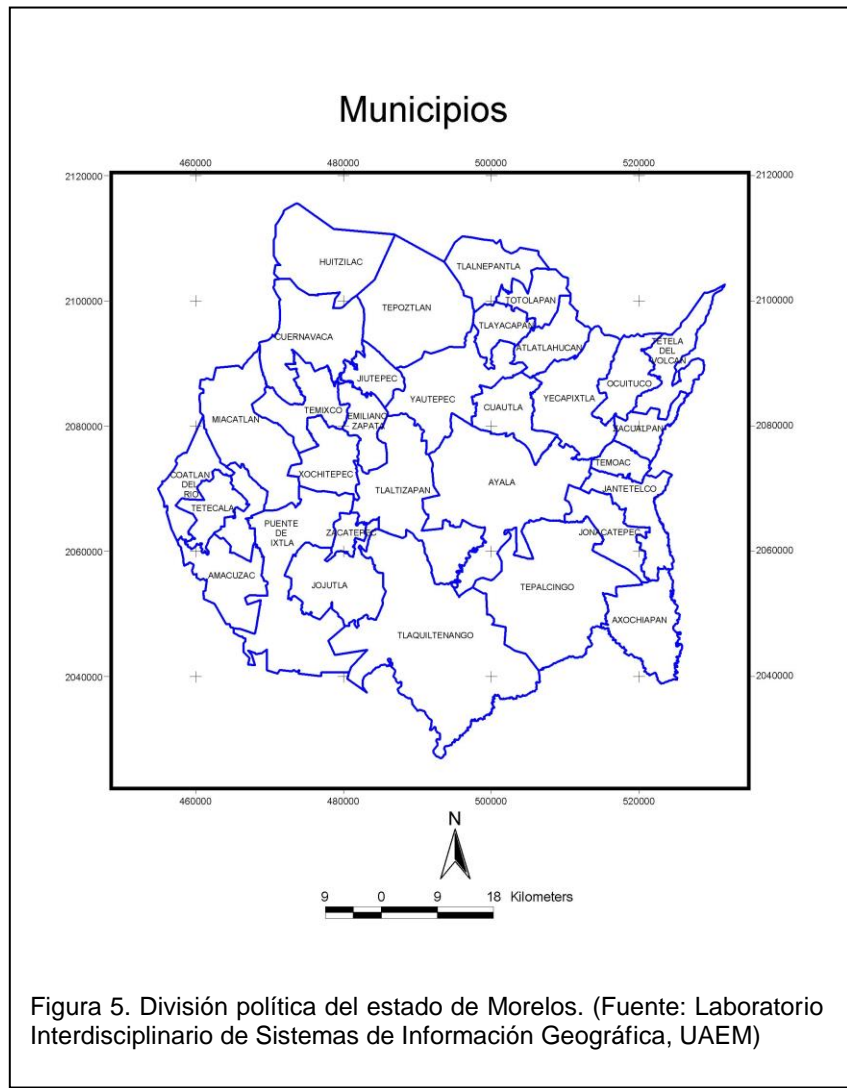 Municipios
460000 480000 500000 520000
2120000 2120000
HUITZILAC
TLALNEPANTLA
2100000 TEPOZTLAN TOTOLAPAN 2100000
TLAYACAPAN
CUERNAVACA
ATLATLAHUCAN
TETELA
DEL
VOLCAN
JIUTEPEC
OCUITUCO
YAUTEPEC
YECAPIXTLA
CUAUTLA
TEMIXCO
EMILIANO
ZAPATA
MIACATLAN
2080000 ZACUALPAN 2080000
TEMOAC
XOCHITEPEC
COATLAN
DEL
RIO
AYALA
TLALTIZAPAN
JANTETELCO
TETECALA
PUENTE
DE
IXTLA
ZACATEPEC
JONACATEPEC
2060000 2060000
AMACUZAC
JOJUTLA
TEPALCINGO
AXOCHIAPAN
TLAQUILTENANGO
2040000 2040000
460000 480000 500000 520000
N
9 0 9 18 Kilometers
Figura 5. División política del estado de Morelos. (Fuente: Laboratorio
Interdisciplinario de Sistemas de Información Geográfica, UAEM)